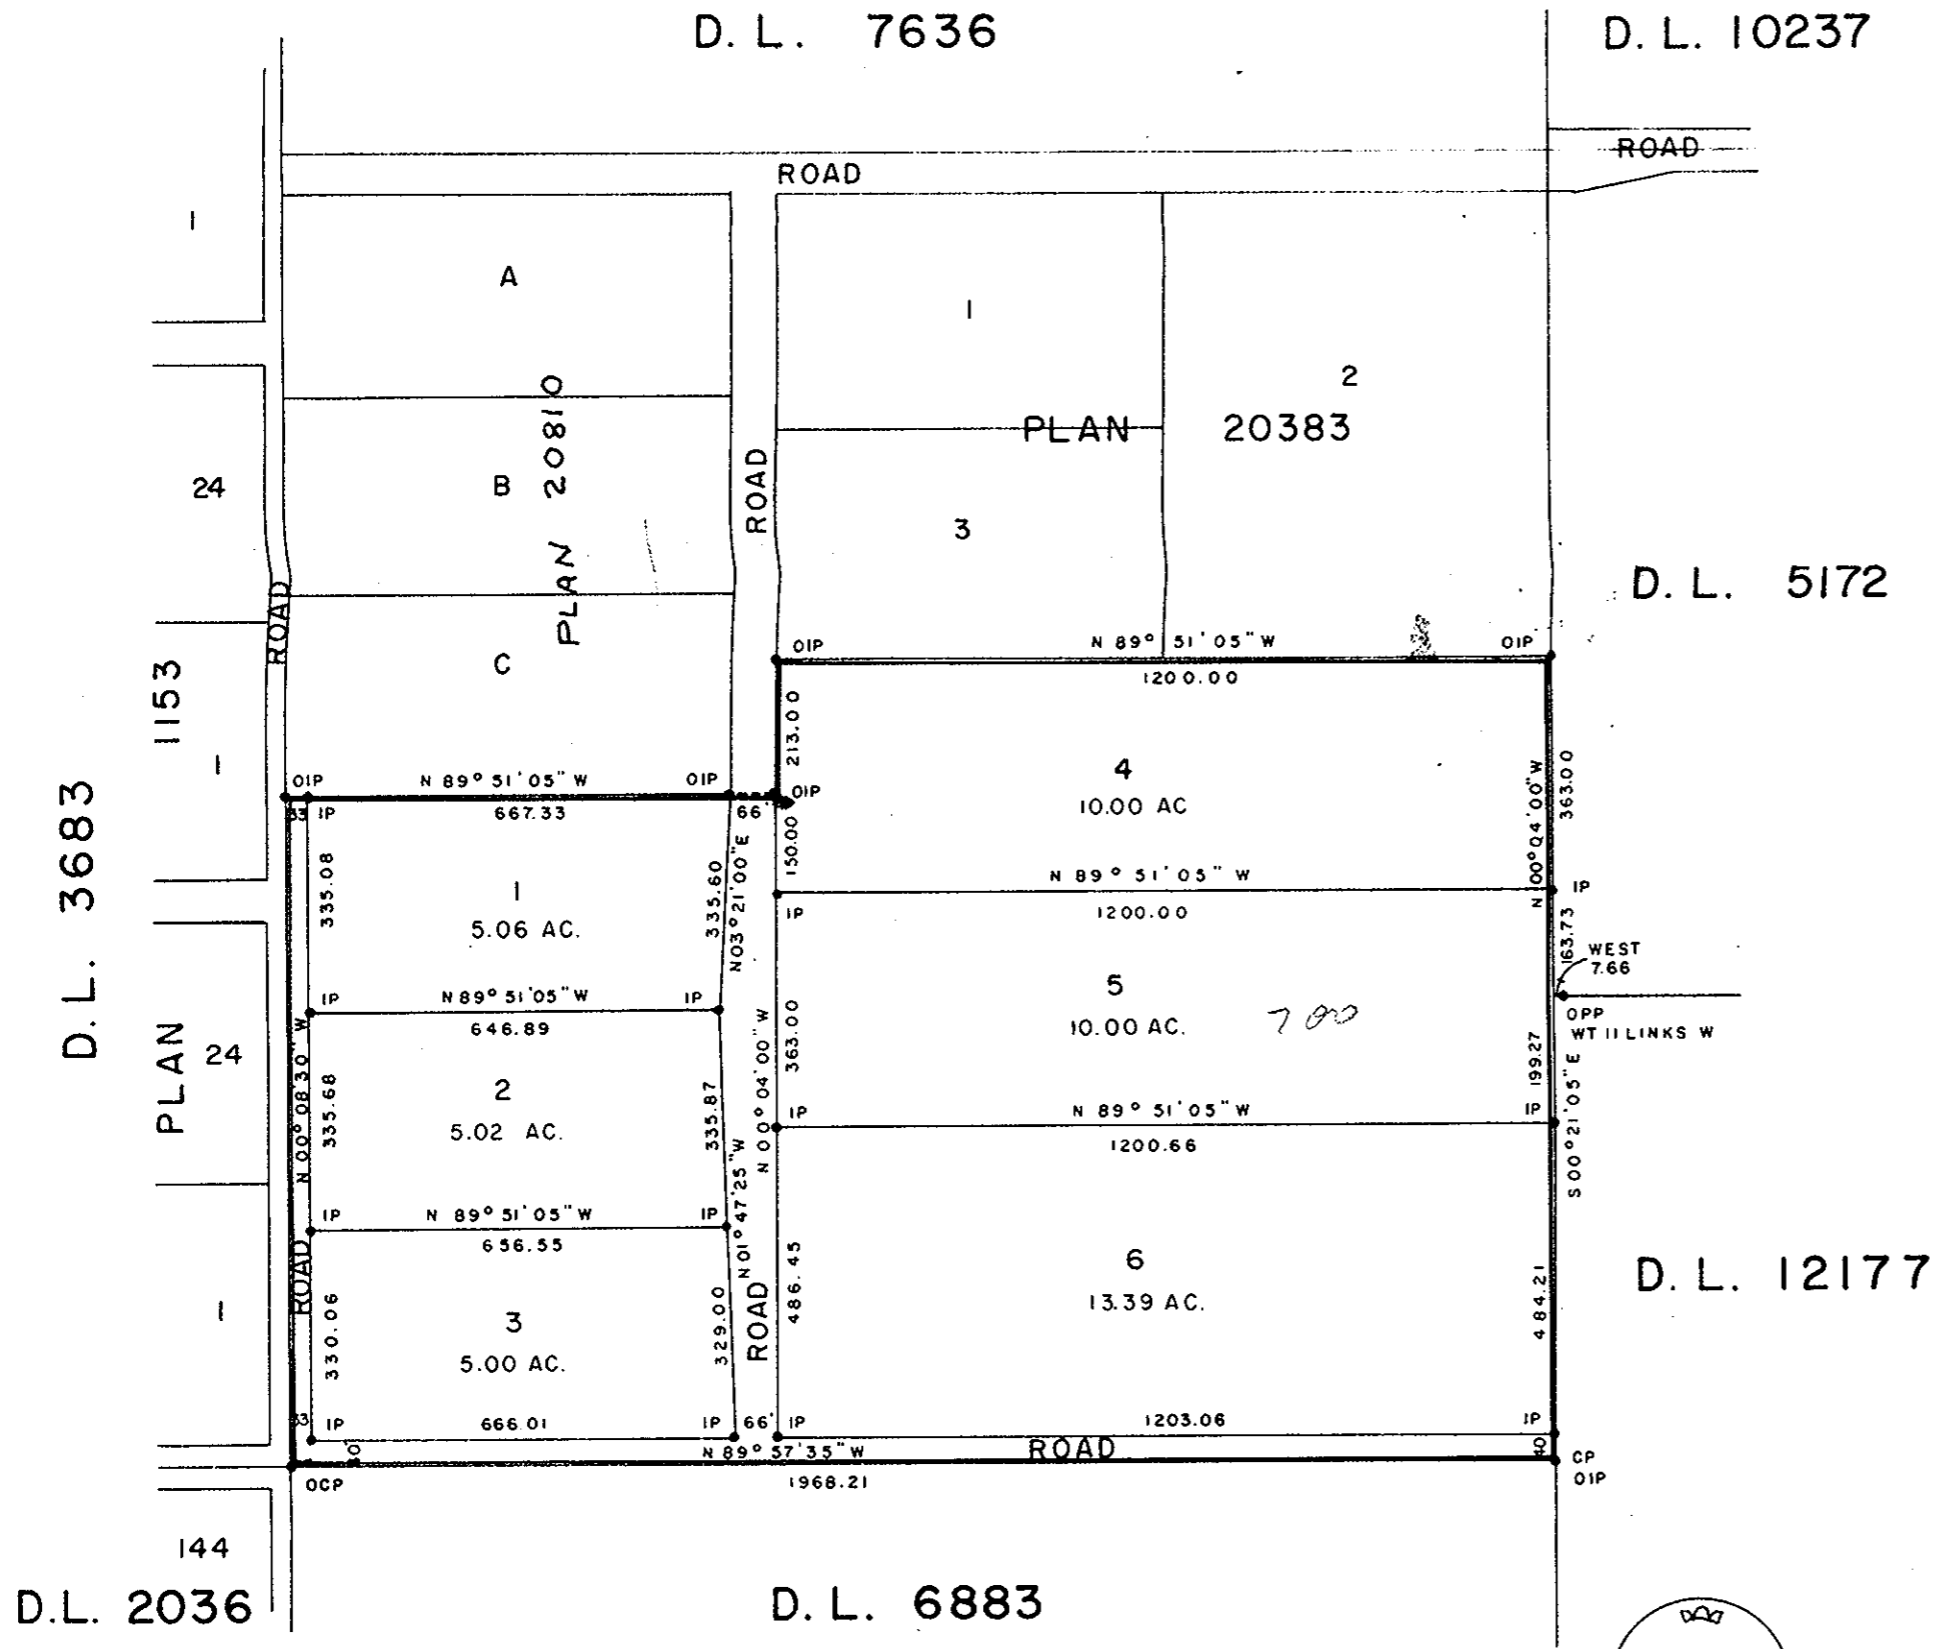 D. L. 7636
D. L. 10237
ROAD
ROAD
1
A
1
2
PLAN 20810
PLAN 20383
24
B
ROAD
3
D. L. 5172
ROAD
C
OIP
N 89° 51' 05" W
OIP
1200.00
PLAN 1153
1
213.00
4
10.00 AC
N 00° 04' 00" W
363.00
D. L. 3683
OIP
N 89° 51' 05" W
OIP
OIP
33
IP
667.33
66'
150.00
335.08
1
5.06 AC.
335.60
N 03° 21' 00" E
N 89° 51' 05" W
IP
IP
1200.00
163.73
WEST
7.66
IP
N 89° 51' 05" W
IP
646.89
5
10.00 AC.
700
OPP
WT 11 LINKS W
24
N 00° 08' 30" W
335.68
2
5.02 AC.
335.87
N 00° 04' 00" W
363.00
199.27
S 00° 21' 05" E
IP
N 89° 51' 05" W
IP
1200.66
IP
N 89° 51' 05" W
IP
656.55
N 01° 47' 25" W
ROAD
1
330.06
3
5.00 AC.
329.00
ROAD
486.45
6
13.39 AC.
484.21
D. L. 12177
33
IP
666.01
IP
66'
IP
1203.06
IP
N 89° 57' 35" W
ROAD
40
CP
OIP
OCP
1968.21
144
D.L. 2036
D. L. 6883